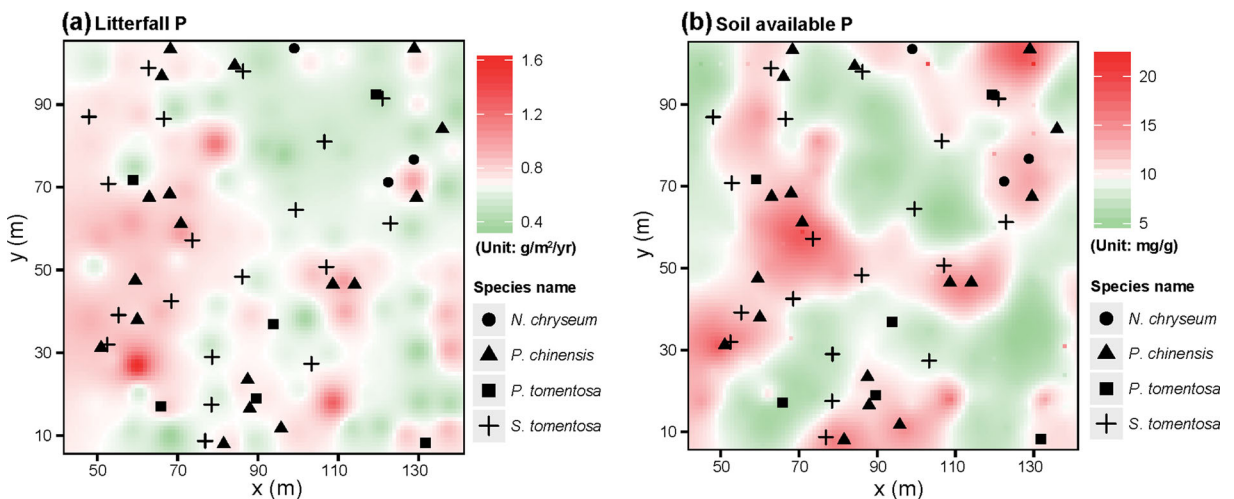 (a) Litterfall P
90
70
50
30
10
y (m)
50
70
90
110
130
x (m)
1.6
1.2
0.8
0.4
(Unit: g/m²/yr)
Species name
N. chryseum
P. chinensis
P. tomentosa
S. tomentosa
(b) Soil available P
90
70
50
30
10
y (m)
50
70
90
110
130
x (m)
20
15
10
5
(Unit: mg/g)
Species name
N. chryseum
P. chinensis
P. tomentosa
S. tomentosa